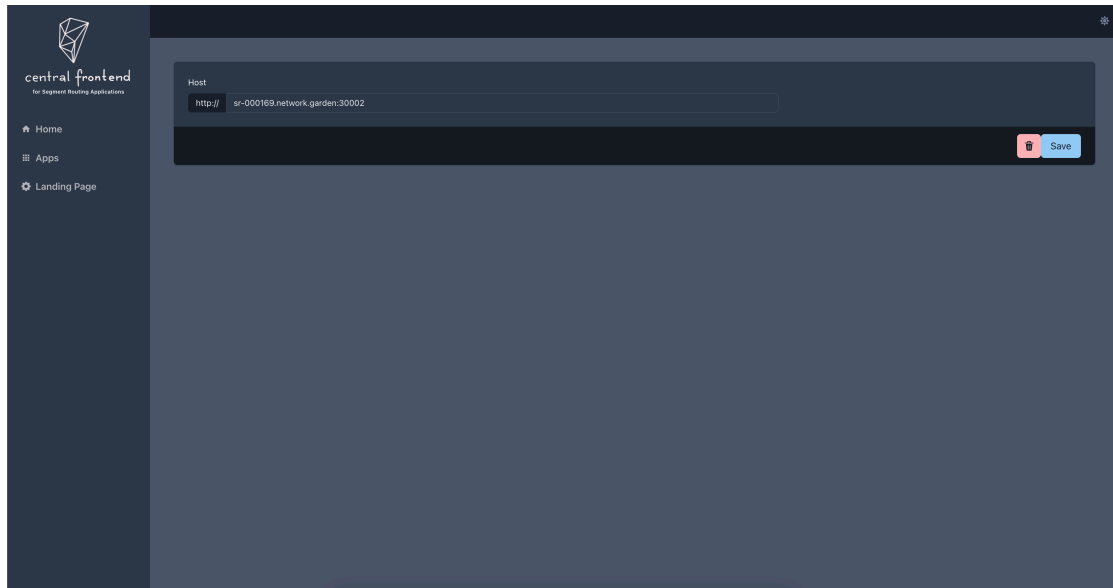 central frontend
for Segment Routing Applications
Home
Apps
Landing Page
Host
http:// sr-000169.network.garden:30002
Save